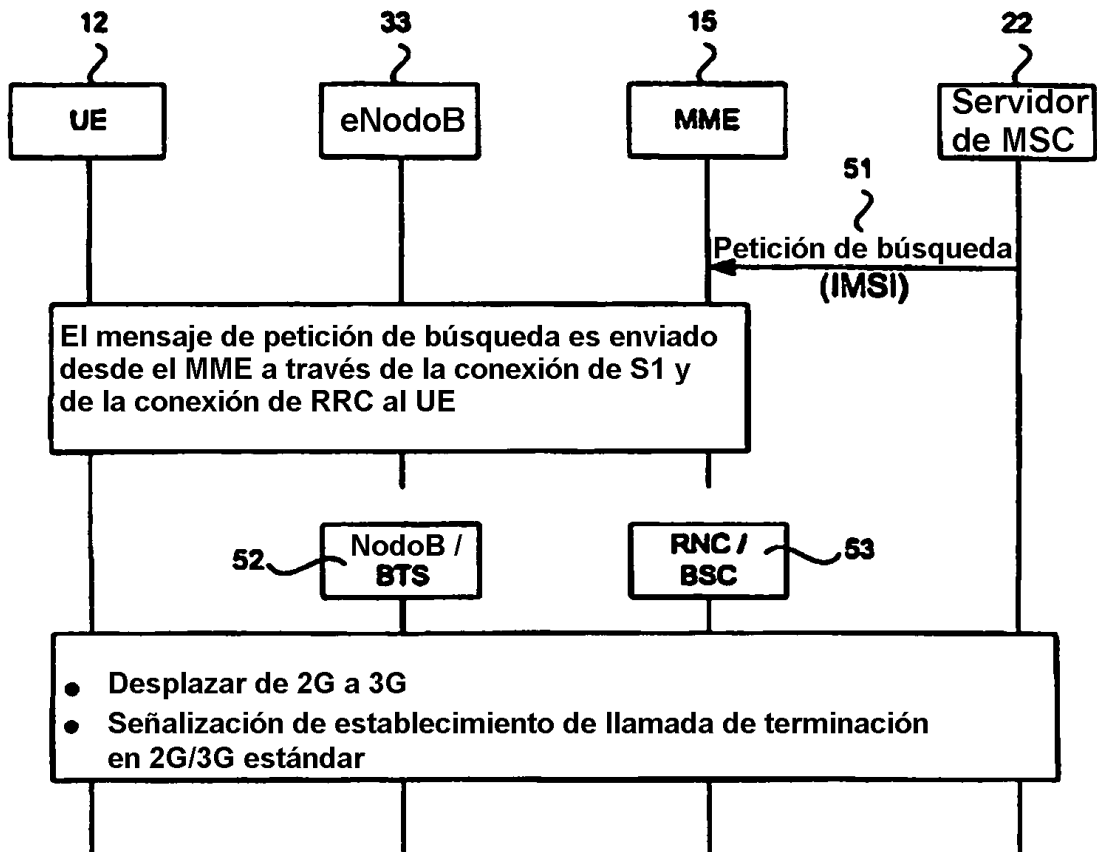 12
33
15
22
UE
eNodoB
MME
Servidor
de MSC
51
Petición de búsqueda
(IMSI)
El mensaje de petición de búsqueda es enviado
desde el MME a través de la conexión de S1 y
de la conexión de RRC al UE
52
NodoB /
BTS
RNC /
BSC
53
● Desplazar de 2G a 3G
● Señalización de establecimiento de llamada de terminación
en 2G/3G estándar